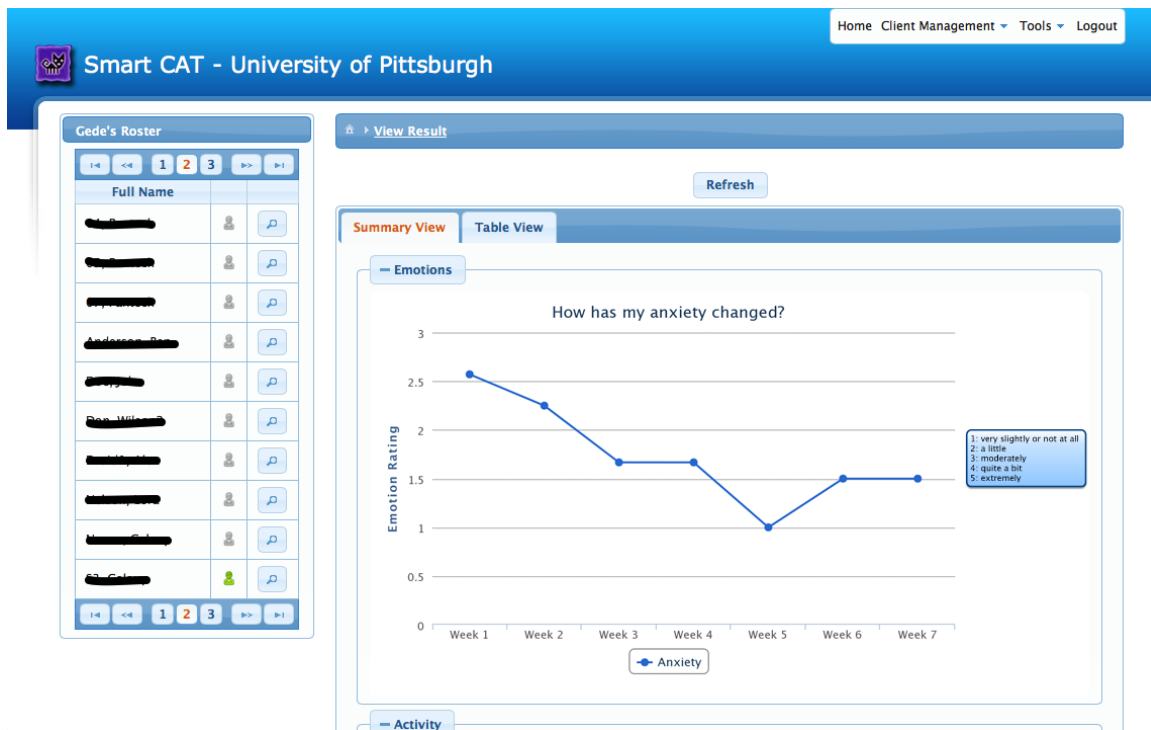 Home Client Management Tools Logout
Smart CAT - University of Pittsburgh
Gede's Roster
View Result
1 2 3
Full Name
Refresh
Summary View Table View
Emotions
How has my anxiety changed?
3
2.5
2
1.5
1
0.5
0
Emotion Rating
1: very slightly or not at all
2: a little
3: moderately
4: quite a bit
5: extremely
Week 1 Week 2 Week 3 Week 4 Week 5 Week 6 Week 7
Anxiety
1 2 3
Activity